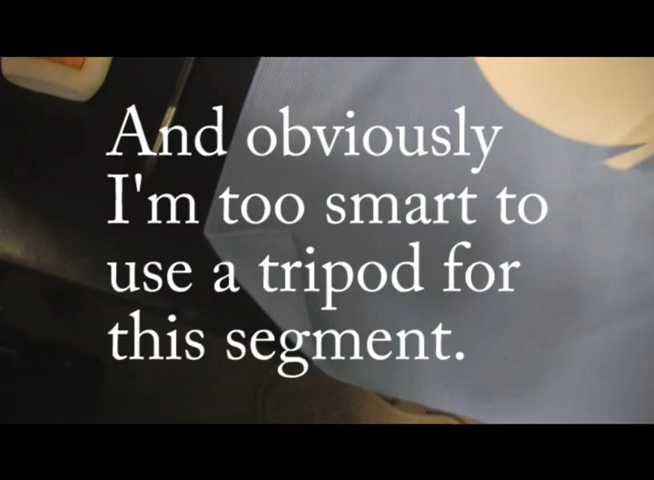 And obviously
I'm too smart to
use a tripod for
this segment.